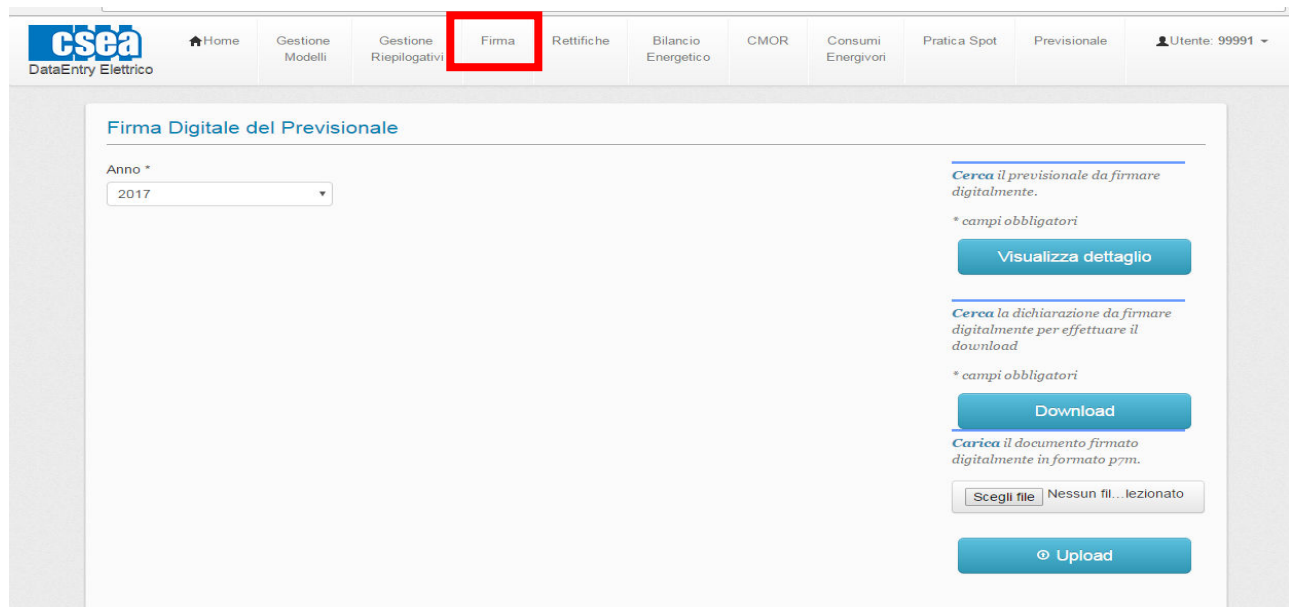 csea
DataEntry Elettrico
Home
Gestione
Modelli
Gestione
Riepilogativi
Firma
Rettifiche
Bilancio
Energetico
CMOR
Consumi
Energivori
Pratica Spot
Previsionale
Utente: 99991
Firma Digitale del Previsionale
Anno *
2017
Cerca il previsionale da firmare
digitalmente.
* campi obbligatori
Visualizza dettaglio
Cerca la dichiarazione da firmare
digitalmente per effettuare il
download
* campi obbligatori
Download
Carica il documento firmato
digitalmente in formato p7m.
Scegli file Nessun fil...lezionato
Upload